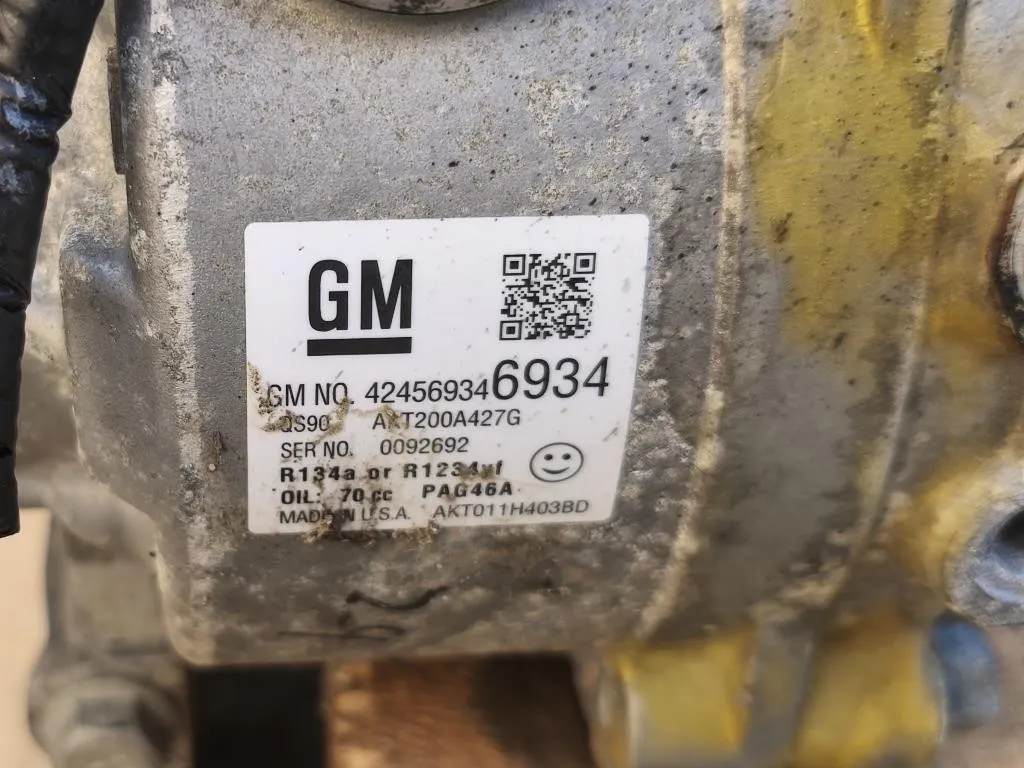 GM
GM NO. 42456934 6934
QS90 AKT200A427G
SER NO. 0092692
R134a or R1234yf
OIL: 70 cc PAG46A
MADE IN U.S.A. AKT011H403BD